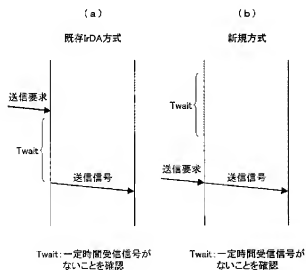 (a)
既存IrDA方式
送信要求
Twait
送信信号
Twait：一定時間受信信号が
ないことを確認
(b)
新規方式
Twait
送信要求
送信信号
Twait：一定時間受信信号が
ないことを確認